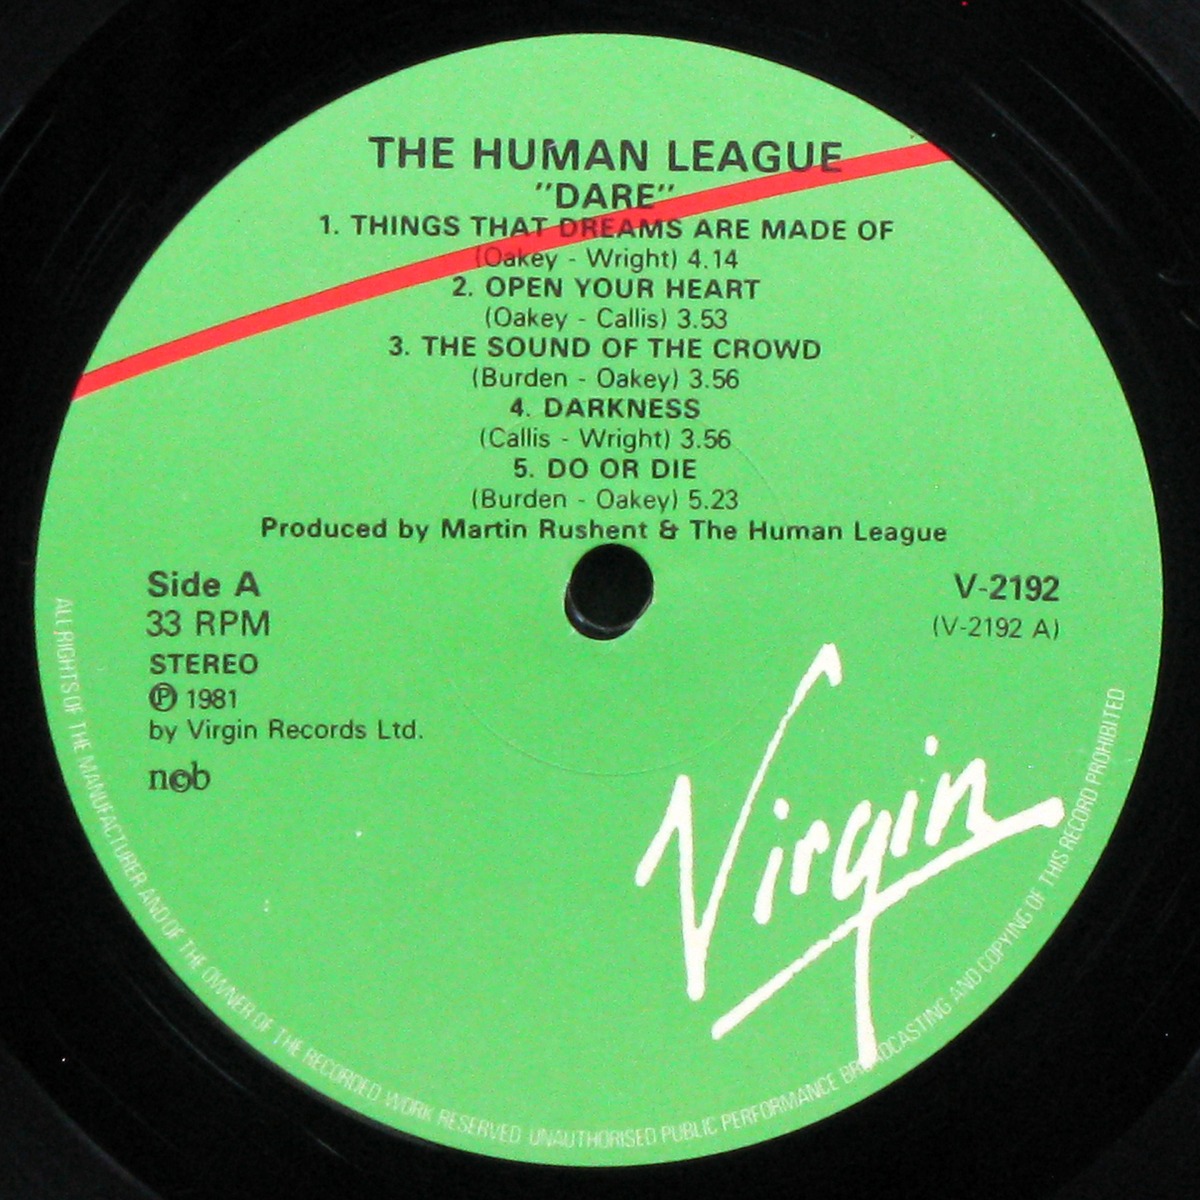 THE HUMAN LEAGUE
"DARE"
1. THINGS THAT DREAMS ARE MADE OF
(Oakey - Wright) 4.14
2. OPEN YOUR HEART
(Oakey - Callis) 3.53
3. THE SOUND OF THE CROWD
(Burden - Oakey) 3.56
4. DARKNESS
(Callis - Wright) 3.56
5. DO OR DIE
(Burden - Oakey) 5.23
Produced by Martin Rushent & The Human League
Side A
33 RPM
STEREO
Ⓟ 1981
by Virgin Records Ltd.
ncb
V-2192
(V-2192 A)
Virgin
ALL RIGHTS OF THE MANUFACTURER AND OF THE OWNER OF THE RECORDED WORK RESERVED UNAUTHORISED PUBLIC PERFORMANCE BROADCASTING AND COPYING OF THIS RECORD PROHIBITED